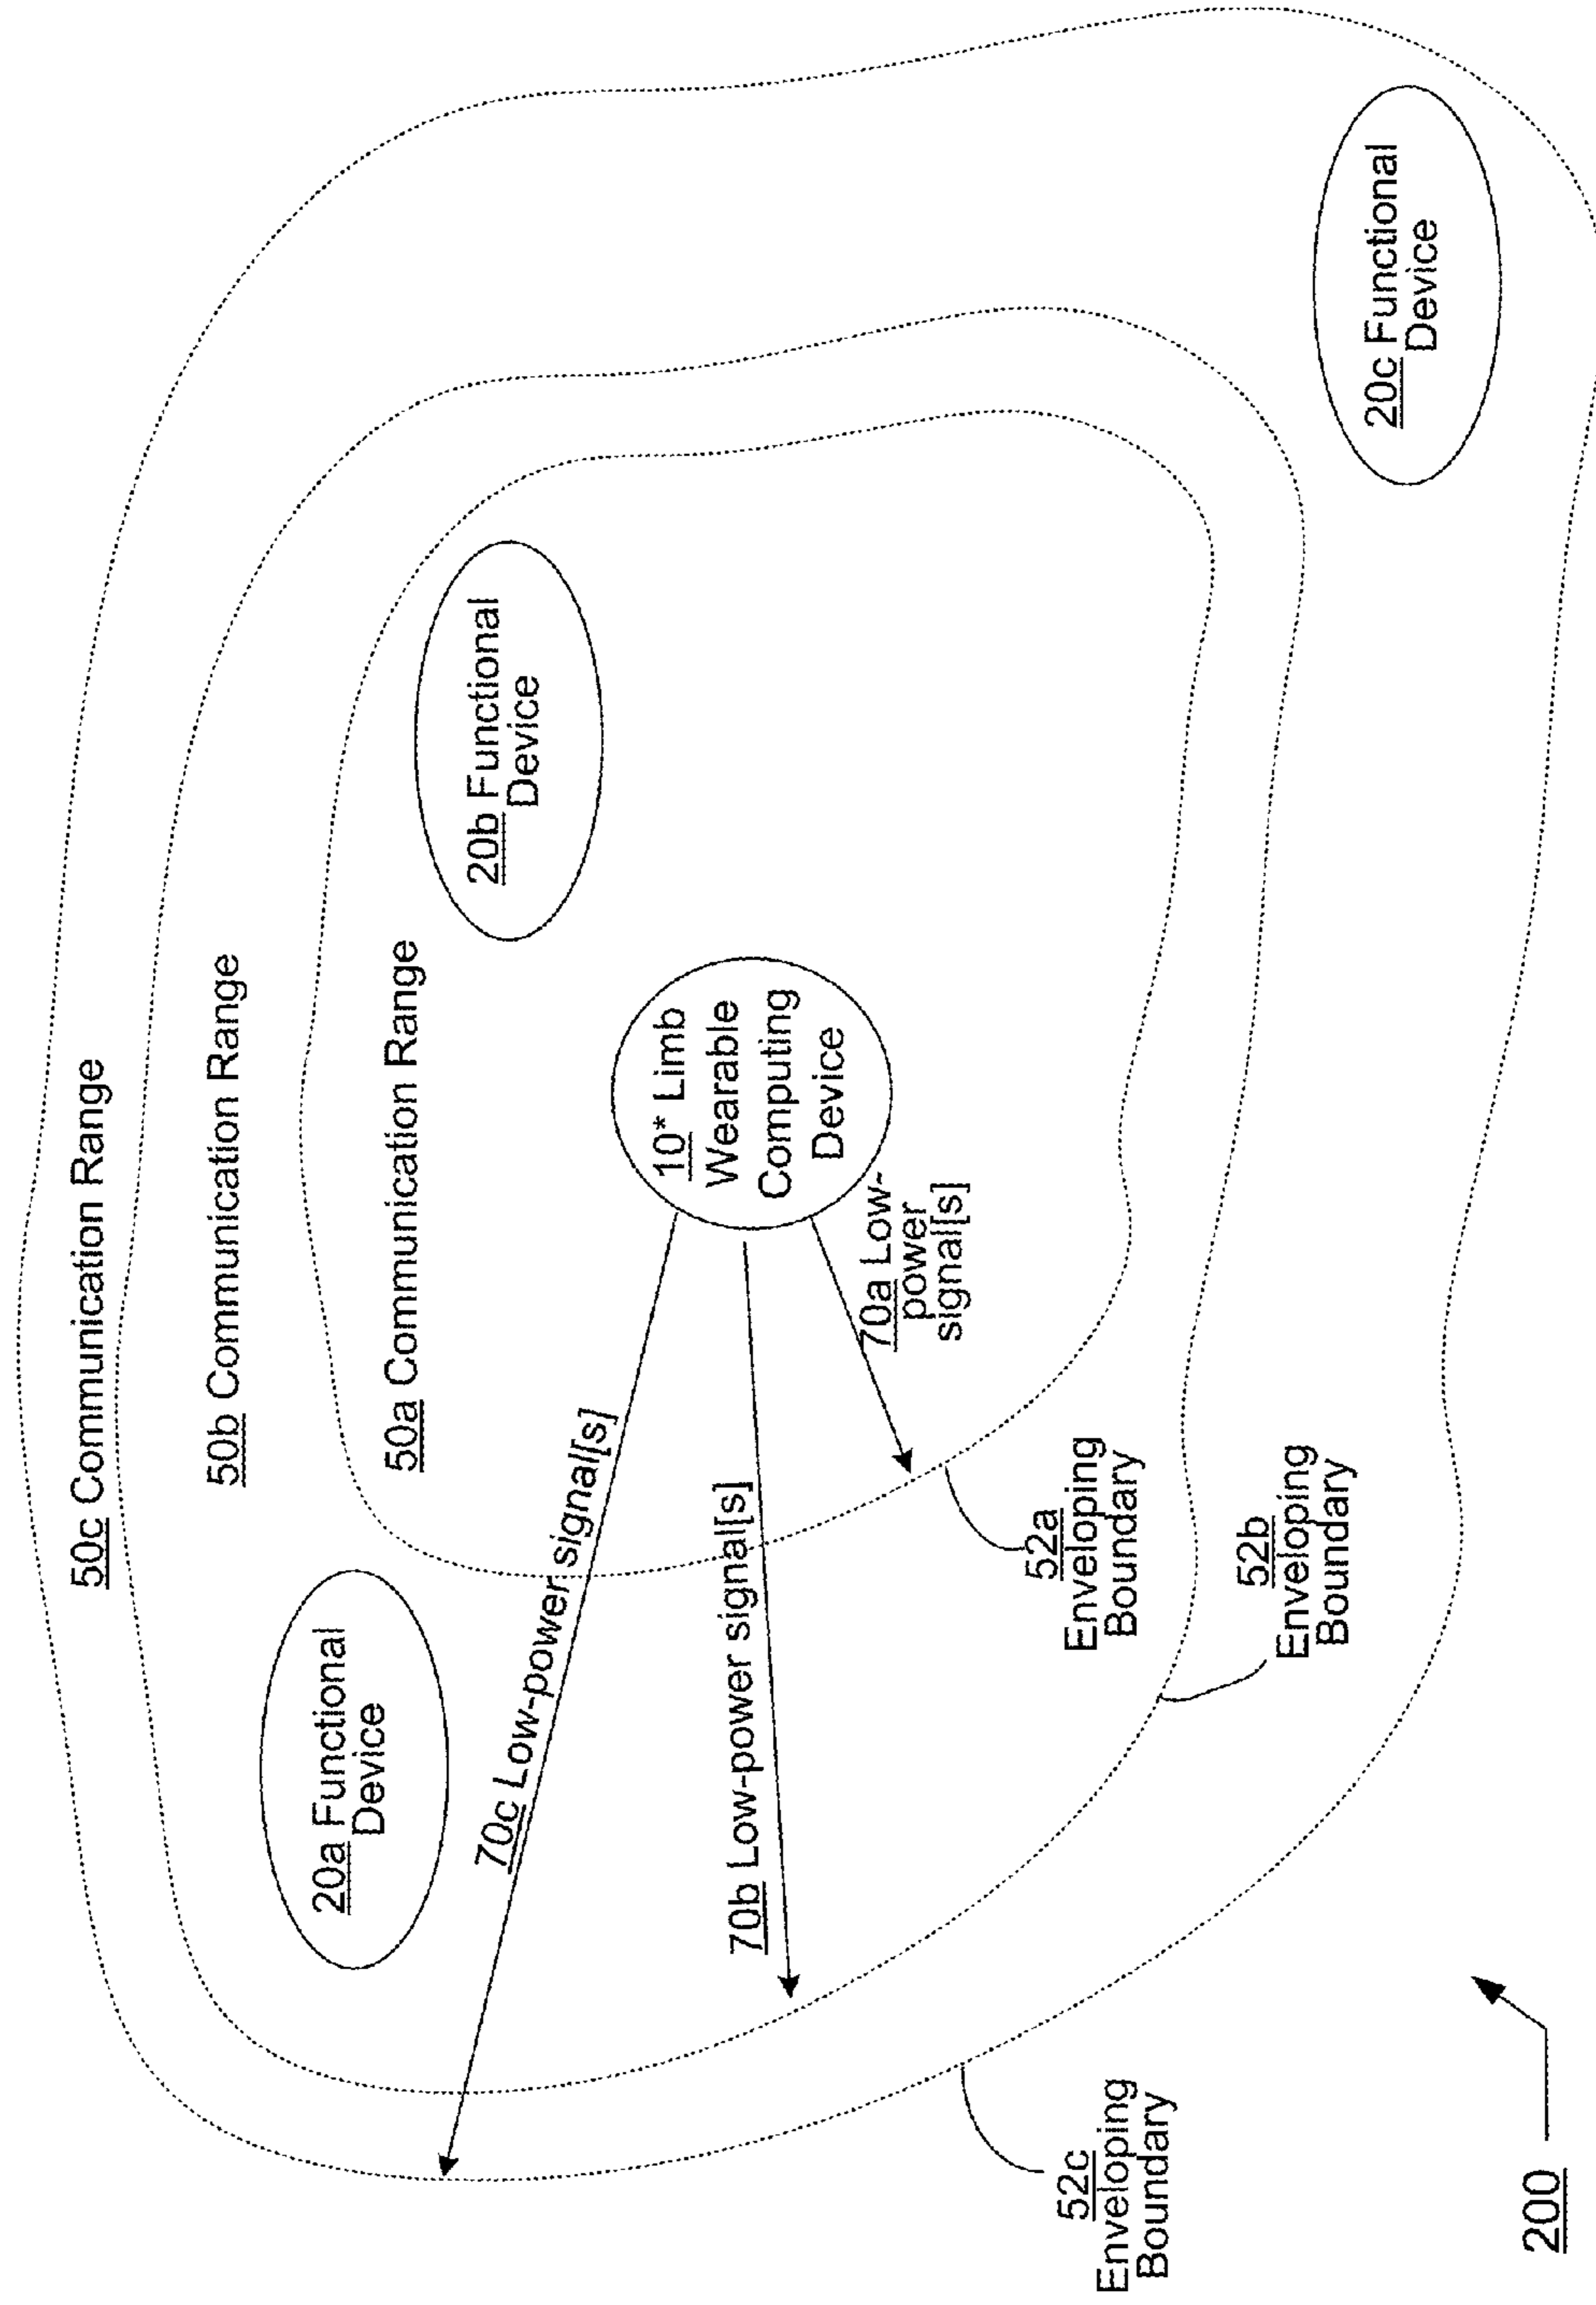 50c Communication Range
50b Communication Range
50a Communication Range
20a Functional
Device
20b Functional
Device
10* Limb
Wearable
Computing
Device
70c Low-power signal[s]
70b Low-power signal[s]
70a Low-
power
signal[s]
20c Functional
Device
52a
Enveloping
Boundary
52b
Enveloping
Boundary
52c
Enveloping
Boundary
200